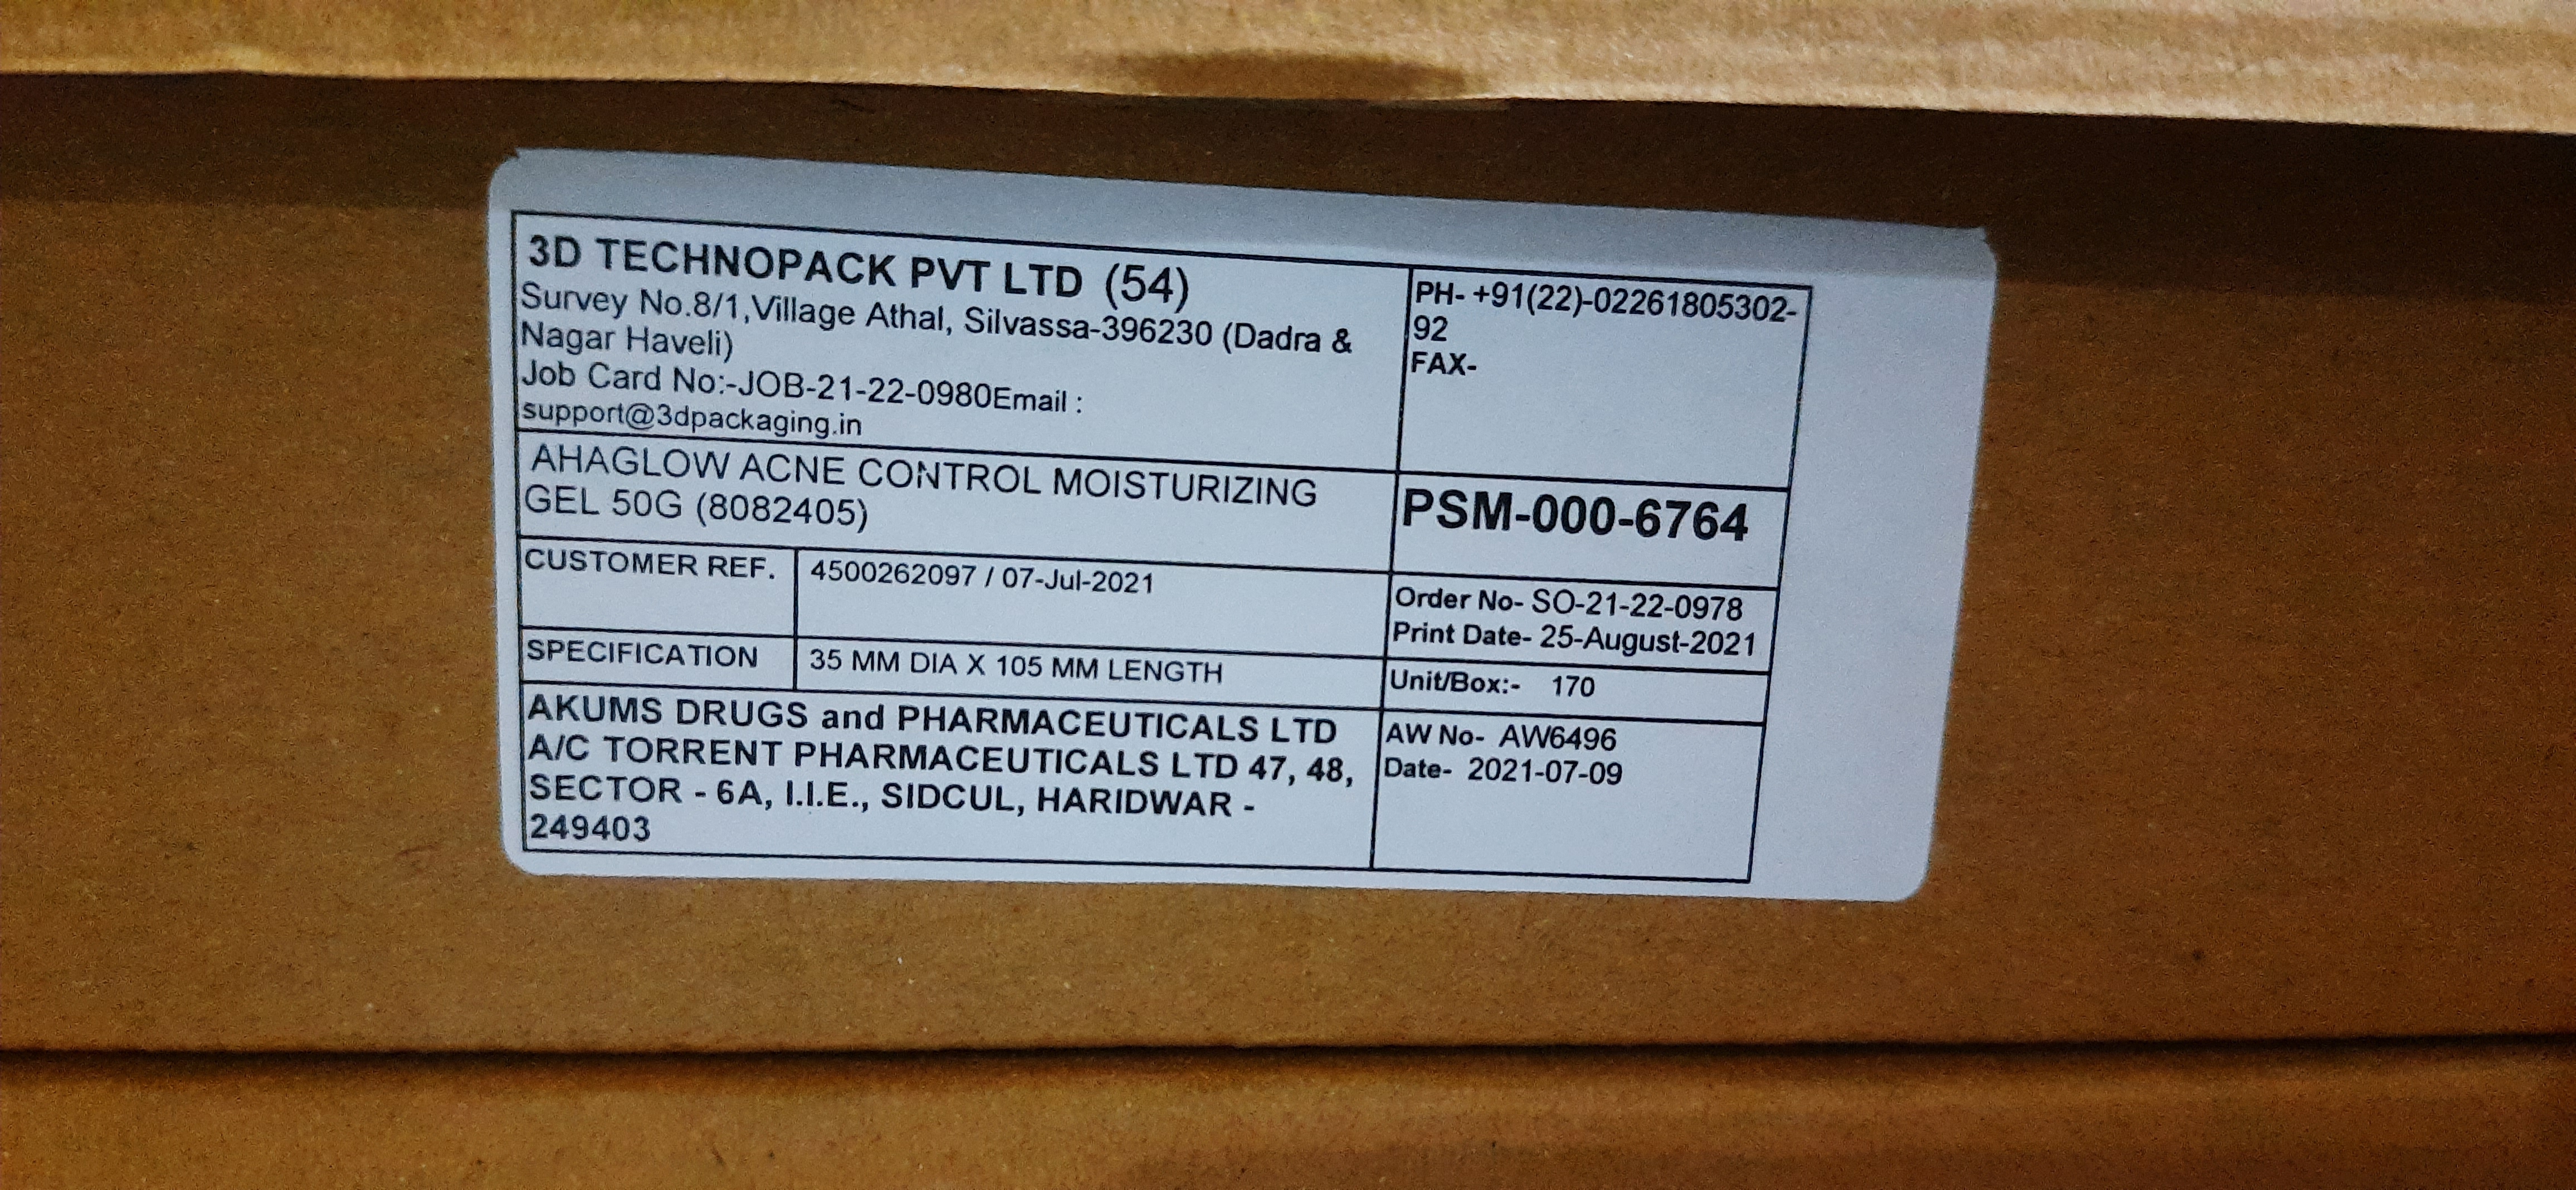 3D TECHNOPACK PVT LTD (54)
Survey No.8/1,Village Athal, Silvassa-396230 (Dadra &
Nagar Haveli)
Job Card No:-JOB-21-22-0980Email :
support@3dpackaging.in
PH- +91(22)-02261805302-
92
FAX-
AHAGLOW ACNE CONTROL MOISTURIZING
GEL 50G (8082405)
PSM-000-6764
CUSTOMER REF.
4500262097 / 07-Jul-2021
Order No- SO-21-22-0978
Print Date- 25-August-2021
SPECIFICATION
35 MM DIA X 105 MM LENGTH
Unit/Box:- 170
AKUMS DRUGS and PHARMACEUTICALS LTD
A/C TORRENT PHARMACEUTICALS LTD 47, 48,
SECTOR - 6A, I.I.E., SIDCUL, HARIDWAR -
249403
AW No- AW6496
Date- 2021-07-09